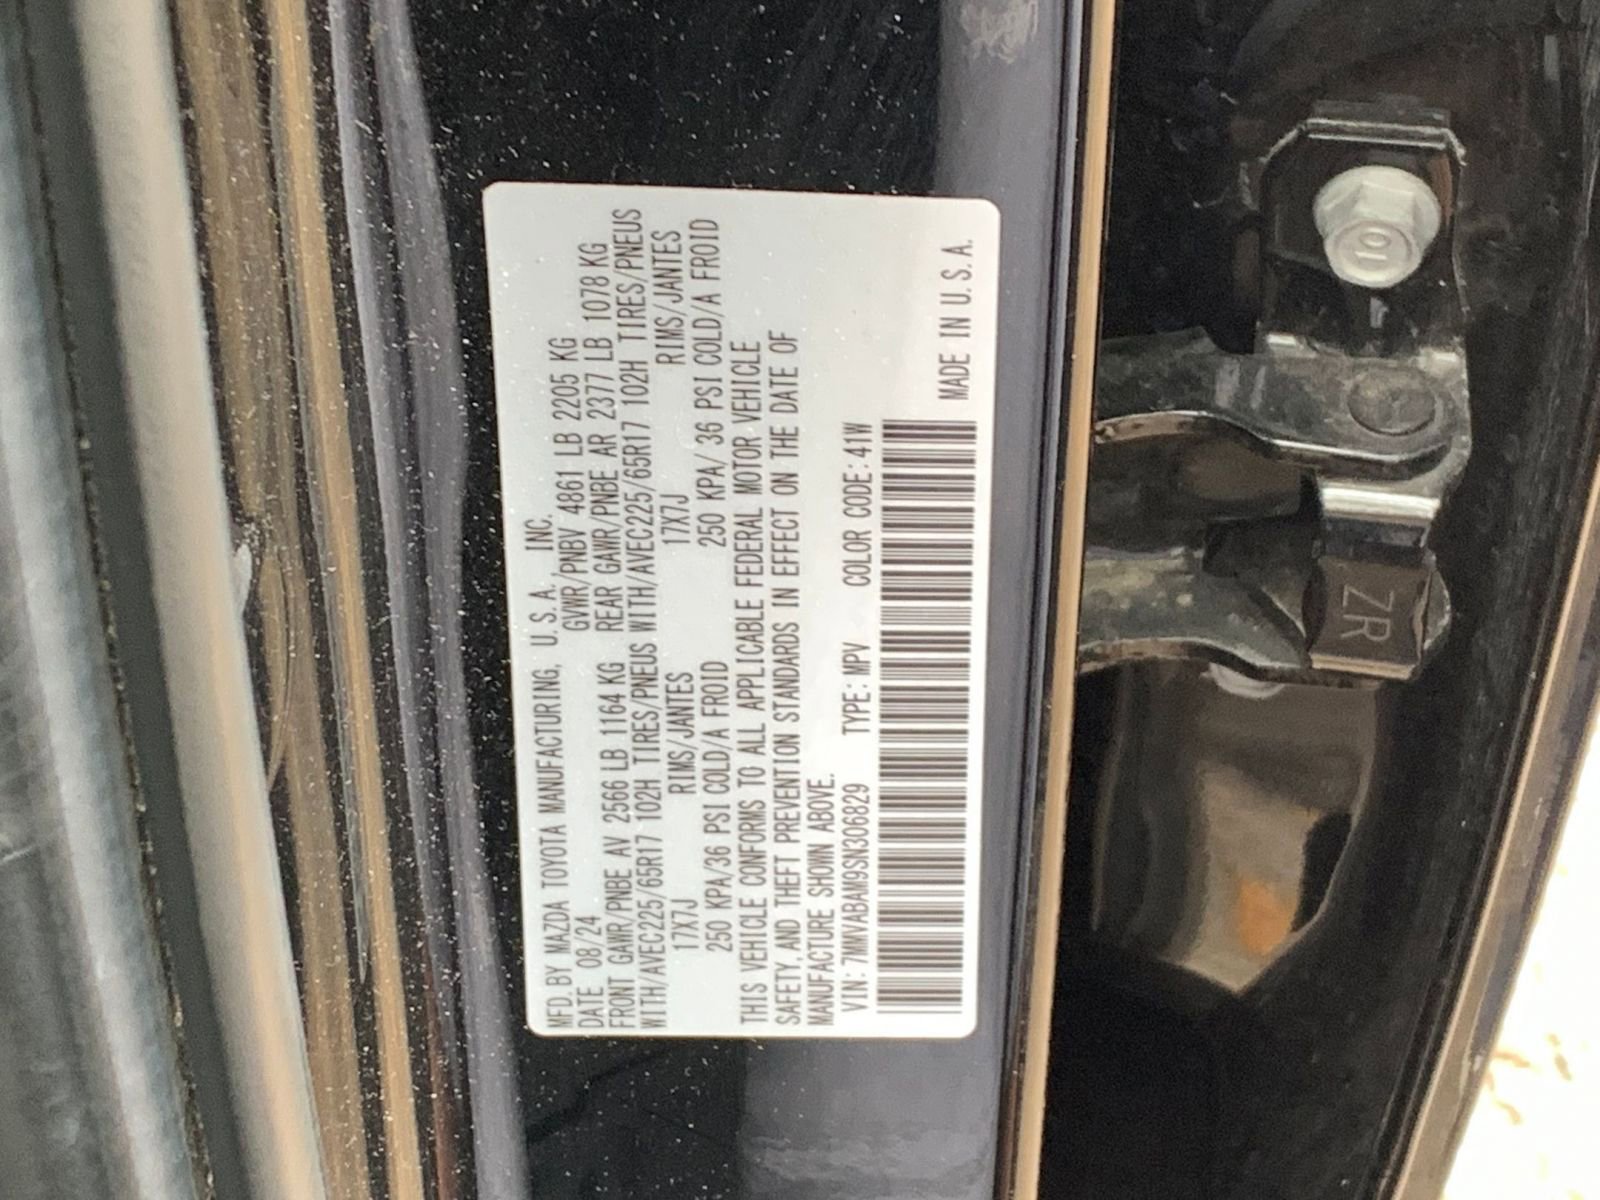 MFD. BY MAZDA TOYOTA MANUFACTURING, U. S. A. INC.
DATE 08/24 GVWR/PNBV 4861 LB 2205 KG
FRONT GAWR/PNBE AV 2566 LB 1164 KG REAR GAWR/PNBE AR 2377 LB 1078 KG
WITH/AVEC225/65R17 102H TIRES/PNEUS WITH/AVEC225/65R17 102H TIRES/PNEUS
17X7J RIMS/JANTES 17X7J RIMS/JANTES
250 KPA/36 PSI COLD/A FROID 250 KPA/ 36 PSI COLD/A FROID
THIS VEHICLE CONFORMS TO ALL APPLICABLE FEDERAL MOTOR VEHICLE
SAFETY, AND THEFT PREVENTION STANDARDS IN EFFECT ON THE DATE OF
MANUFACTURE SHOWN ABOVE.
VIN: 7MMVABAM9SN306829 TYPE: MPV COLOR CODE: 41W
MADE IN U. S. A.
10
ZR